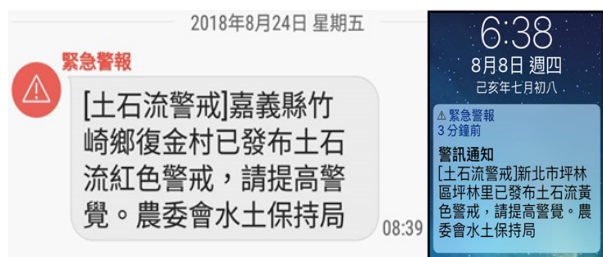 2018年8月24日 星期五
緊急警報
[土石流警戒]嘉義縣竹
崎鄉復金村已發布土石
流紅色警戒，請提高警
覺。農委會水土保持局
08:39
6:38
8月8日 週四
己亥年七月初八
緊急警報
3 分鐘前
警訊通知
[土石流警戒]新北市坪林
區坪林里已發布土石流黃
色警戒，請提高警覺。農
委會水土保持局